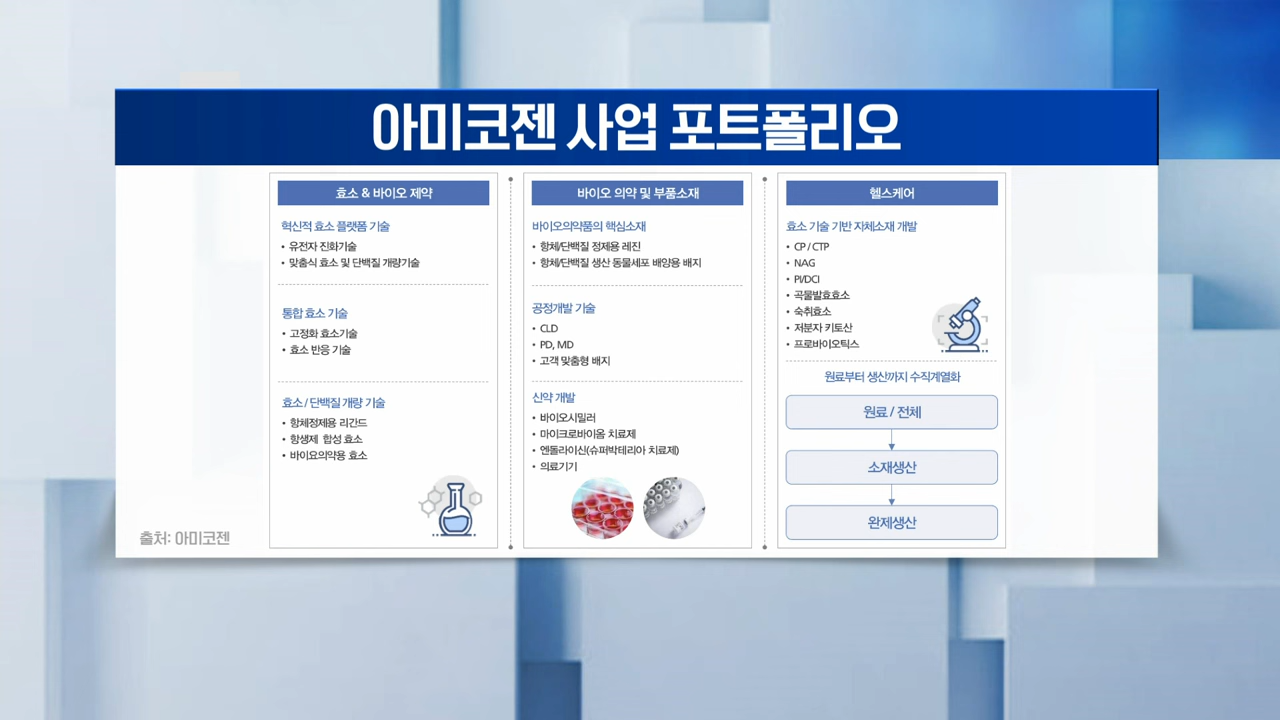 아미코젠 사업 포트폴리오
효소 & 바이오 제약
혁신적 효소 플랫폼 기술
• 유전자 진화기술
• 맞춤식 효소 및 단백질 개량기술
통합 효소 기술
• 고정화 효소기술
• 효소 반응 기술
효소 / 단백질 개량 기술
• 항체정제용 리간드
• 항생제 합성 효소
• 바이요의약용 효소
바이오 의약 및 부품소재
바이오의약품의 핵심소재
• 항체/단백질 정제용 레진
• 항체/단백질 생산 동물세포 배양용 배지
공정개발 기술
• CLD
• PD, MD
• 고객 맞춤형 배지
신약 개발
• 바이오시밀러
• 마이크로바이옴 치료제
• 엔돌라이신(슈퍼박테리아 치료제)
• 의료기기
헬스케어
효소 기술 기반 자체소재 개발
• CP / CTP
• NAG
• PI/DCI
• 곡물발효효소
• 숙취효소
• 저분자 키토산
• 프로바이오틱스
원료부터 생산까지 수직계열화
원료 / 전체
소재생산
완제생산
출처: 아미코젠